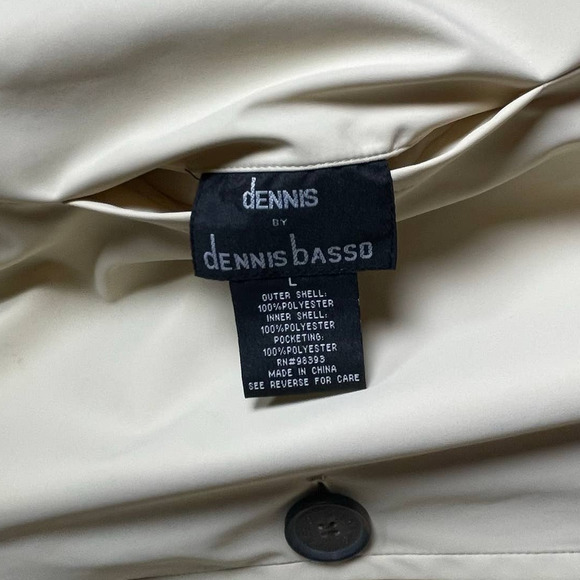 dENNIS
BY
dENNIS bASSO
L
OUTER SHELL:
100%POLYESTER
INNER SHELL:
100%POLYESTER
POCKETING:
100%POLYESTER
RN#98393
MADE IN CHINA
SEE REVERSE FOR CARE